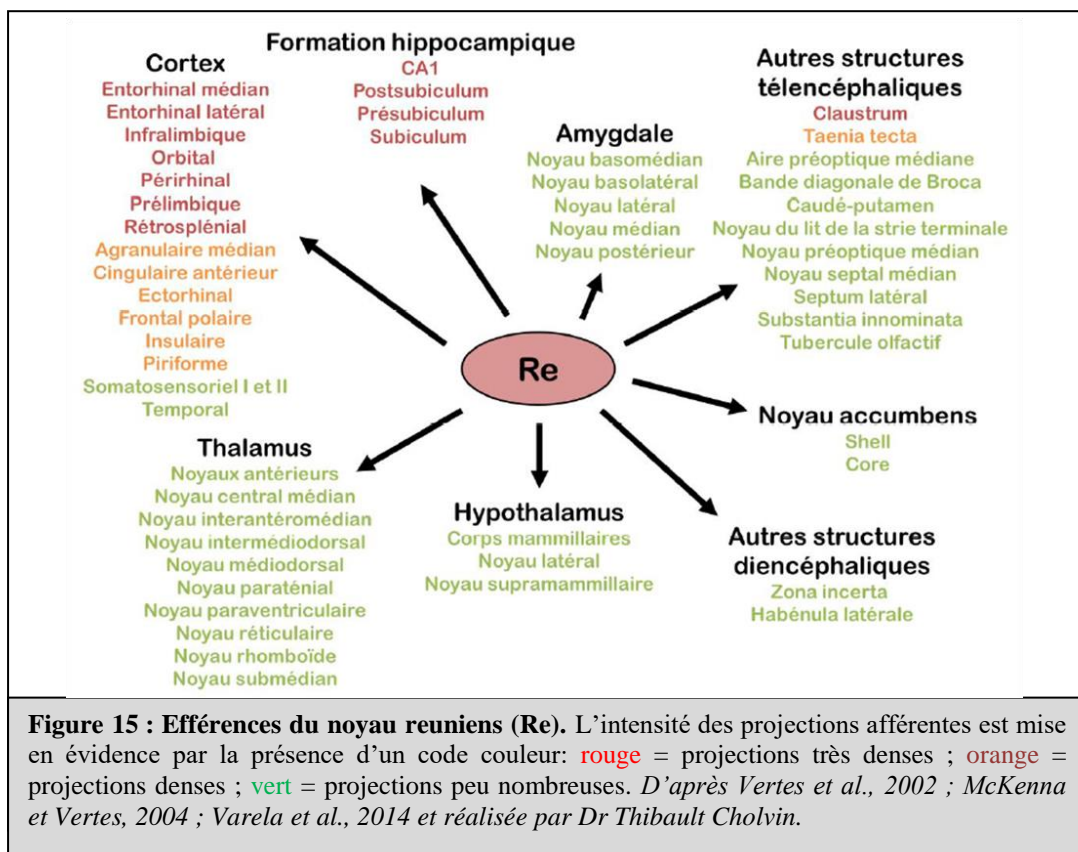 Formation hippocampique
CA1
Postsubiculum
Présubiculum
Subiculum
Cortex
Entorhinal médian
Entorhinal latéral
Infralimbique
Orbital
Périrhinal
Prélimbique
Rétrosplénial
Agranulaire médian
Cingulaire antérieur
Ectorhinal
Frontal polaire
Insulaire
Piriforme
Somatosensoriel I et II
Temporal
Amygdale
Noyau basomédian
Noyau basolatéral
Noyau latéral
Noyau médian
Noyau postérieur
Autres structures
télencéphaliques
Claustrum
Taenia tecta
Aire préoptique médiane
Bande diagonale de Broca
Caudé-putamen
Noyau du lit de la strie terminale
Noyau préoptique médian
Noyau septal médian
Septum latéral
Substantia innominata
Tubercule olfactif
Re
Noyau accumbens
Shell
Core
Thalamus
Noyaux antérieurs
Noyau central médian
Noyau interantéromédian
Noyau intermédiodorsal
Noyau médiodorsal
Noyau paraténial
Noyau paraventriculaire
Noyau réticulaire
Noyau rhomboïde
Noyau submédian
Hypothalamus
Corps mammillaires
Noyau latéral
Noyau supramammillaire
Autres structures
diencéphaliques
Zona incerta
Habénula latérale
Figure 15 : Efférences du noyau reuniens (Re). L'intensité des projections afférentes est mise
en évidence par la présence d'un code couleur: rouge = projections très denses ; orange =
projections denses ; vert = projections peu nombreuses. D'après Vertes et al., 2002 ; McKenna
et Vertes, 2004 ; Varela et al., 2014 et réalisée par Dr Thibault Cholvin.